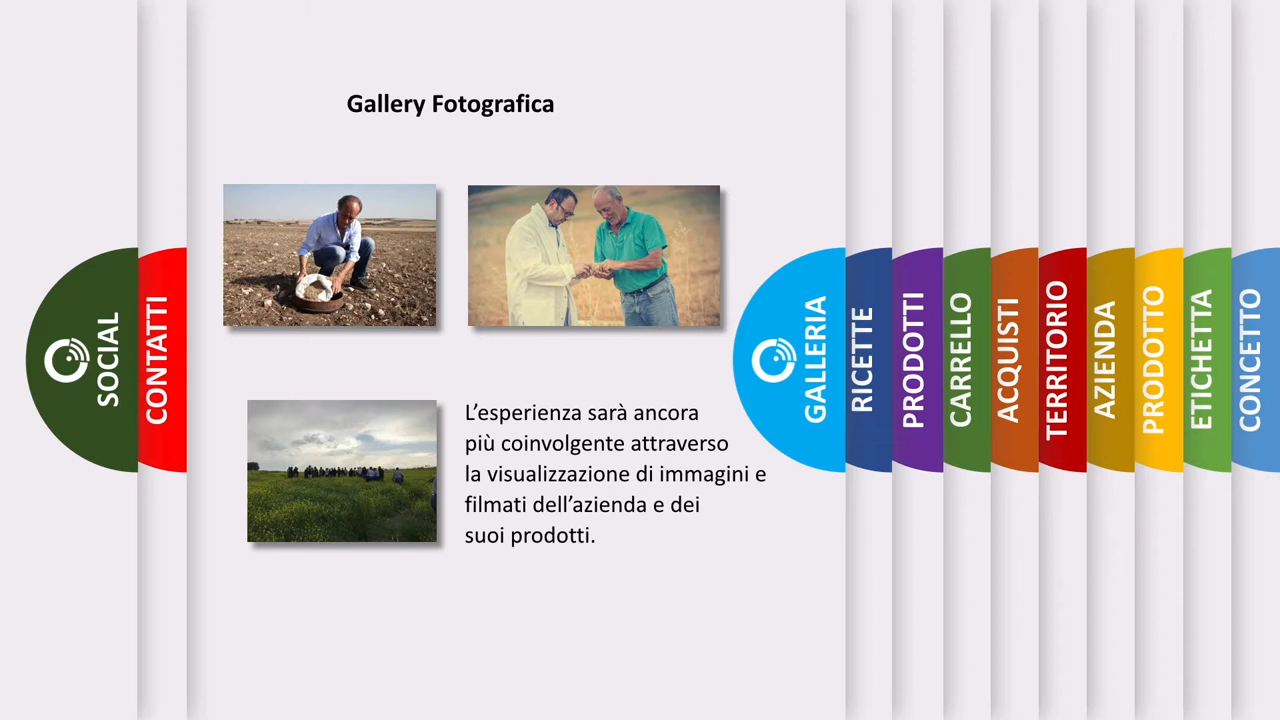 Gallery Fotografica
L’esperienza sarà ancora
più coinvolgente attraverso
la visualizzazione di immagini e
filmati dell’azienda e dei
suoi prodotti.
SOCIAL
CONTATTI
GALLERIA
RICETTE
PRODOTTI
CARRELLO
ACQUISTI
TERRITORIO
AZIENDA
PRODOTTO
ETICHETTA
CONCETTO